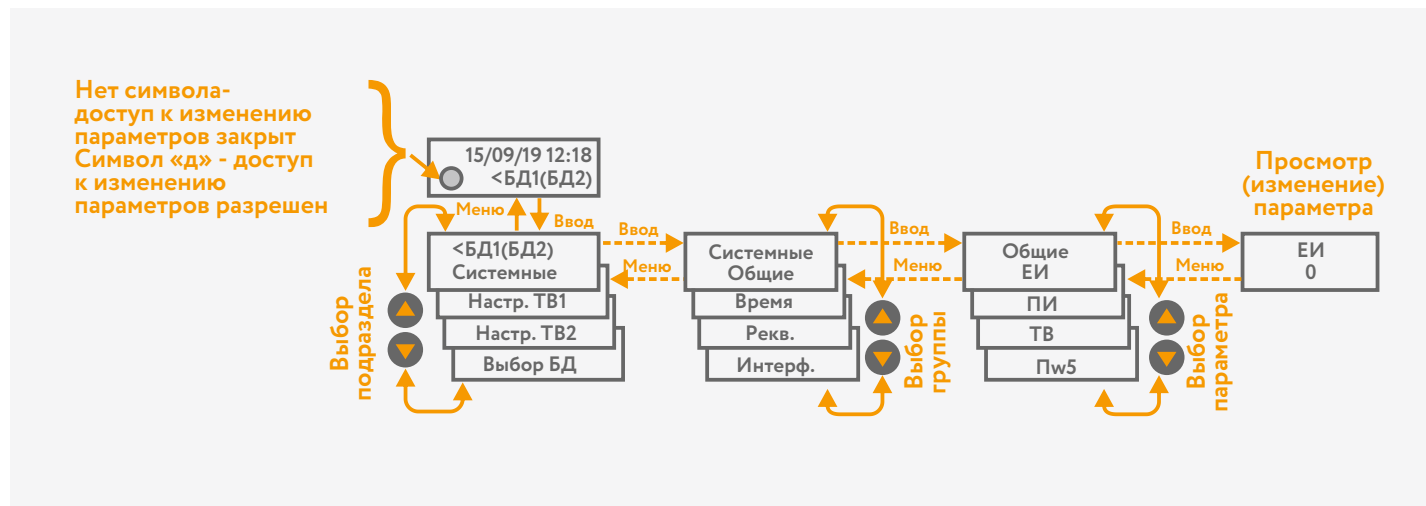 Нет символа-
доступ к изменению
параметров закрыт
Символ «д» - доступ
к изменению
параметров разрешен
15/09/19 12:18
<БД1(БД2)
Меню
Ввод
<БД1(БД2)
Системные
Настр. ТВ1
Настр. ТВ2
Выбор БД
Выбор
подраздела
Ввод
Меню
Системные
Общие
Время
Рекв.
Интерф.
Выбор
группы
Ввод
Меню
Общие
ЕИ
ПИ
ТВ
Пw5
Выбор
параметра
Ввод
Меню
Просмотр
(изменение)
параметра
ЕИ
0